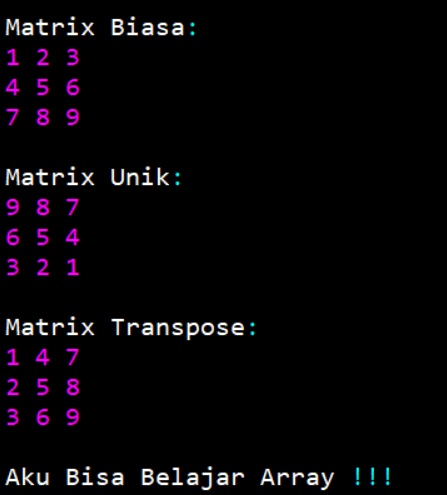 Matrix Biasa:
1 2 3
4 5 6
7 8 9
Matrix Unik:
9 8 7
6 5 4
3 2 1
Matrix Transpose:
1 4 7
2 5 8
3 6 9
Aku Bisa Belajar Array !!!